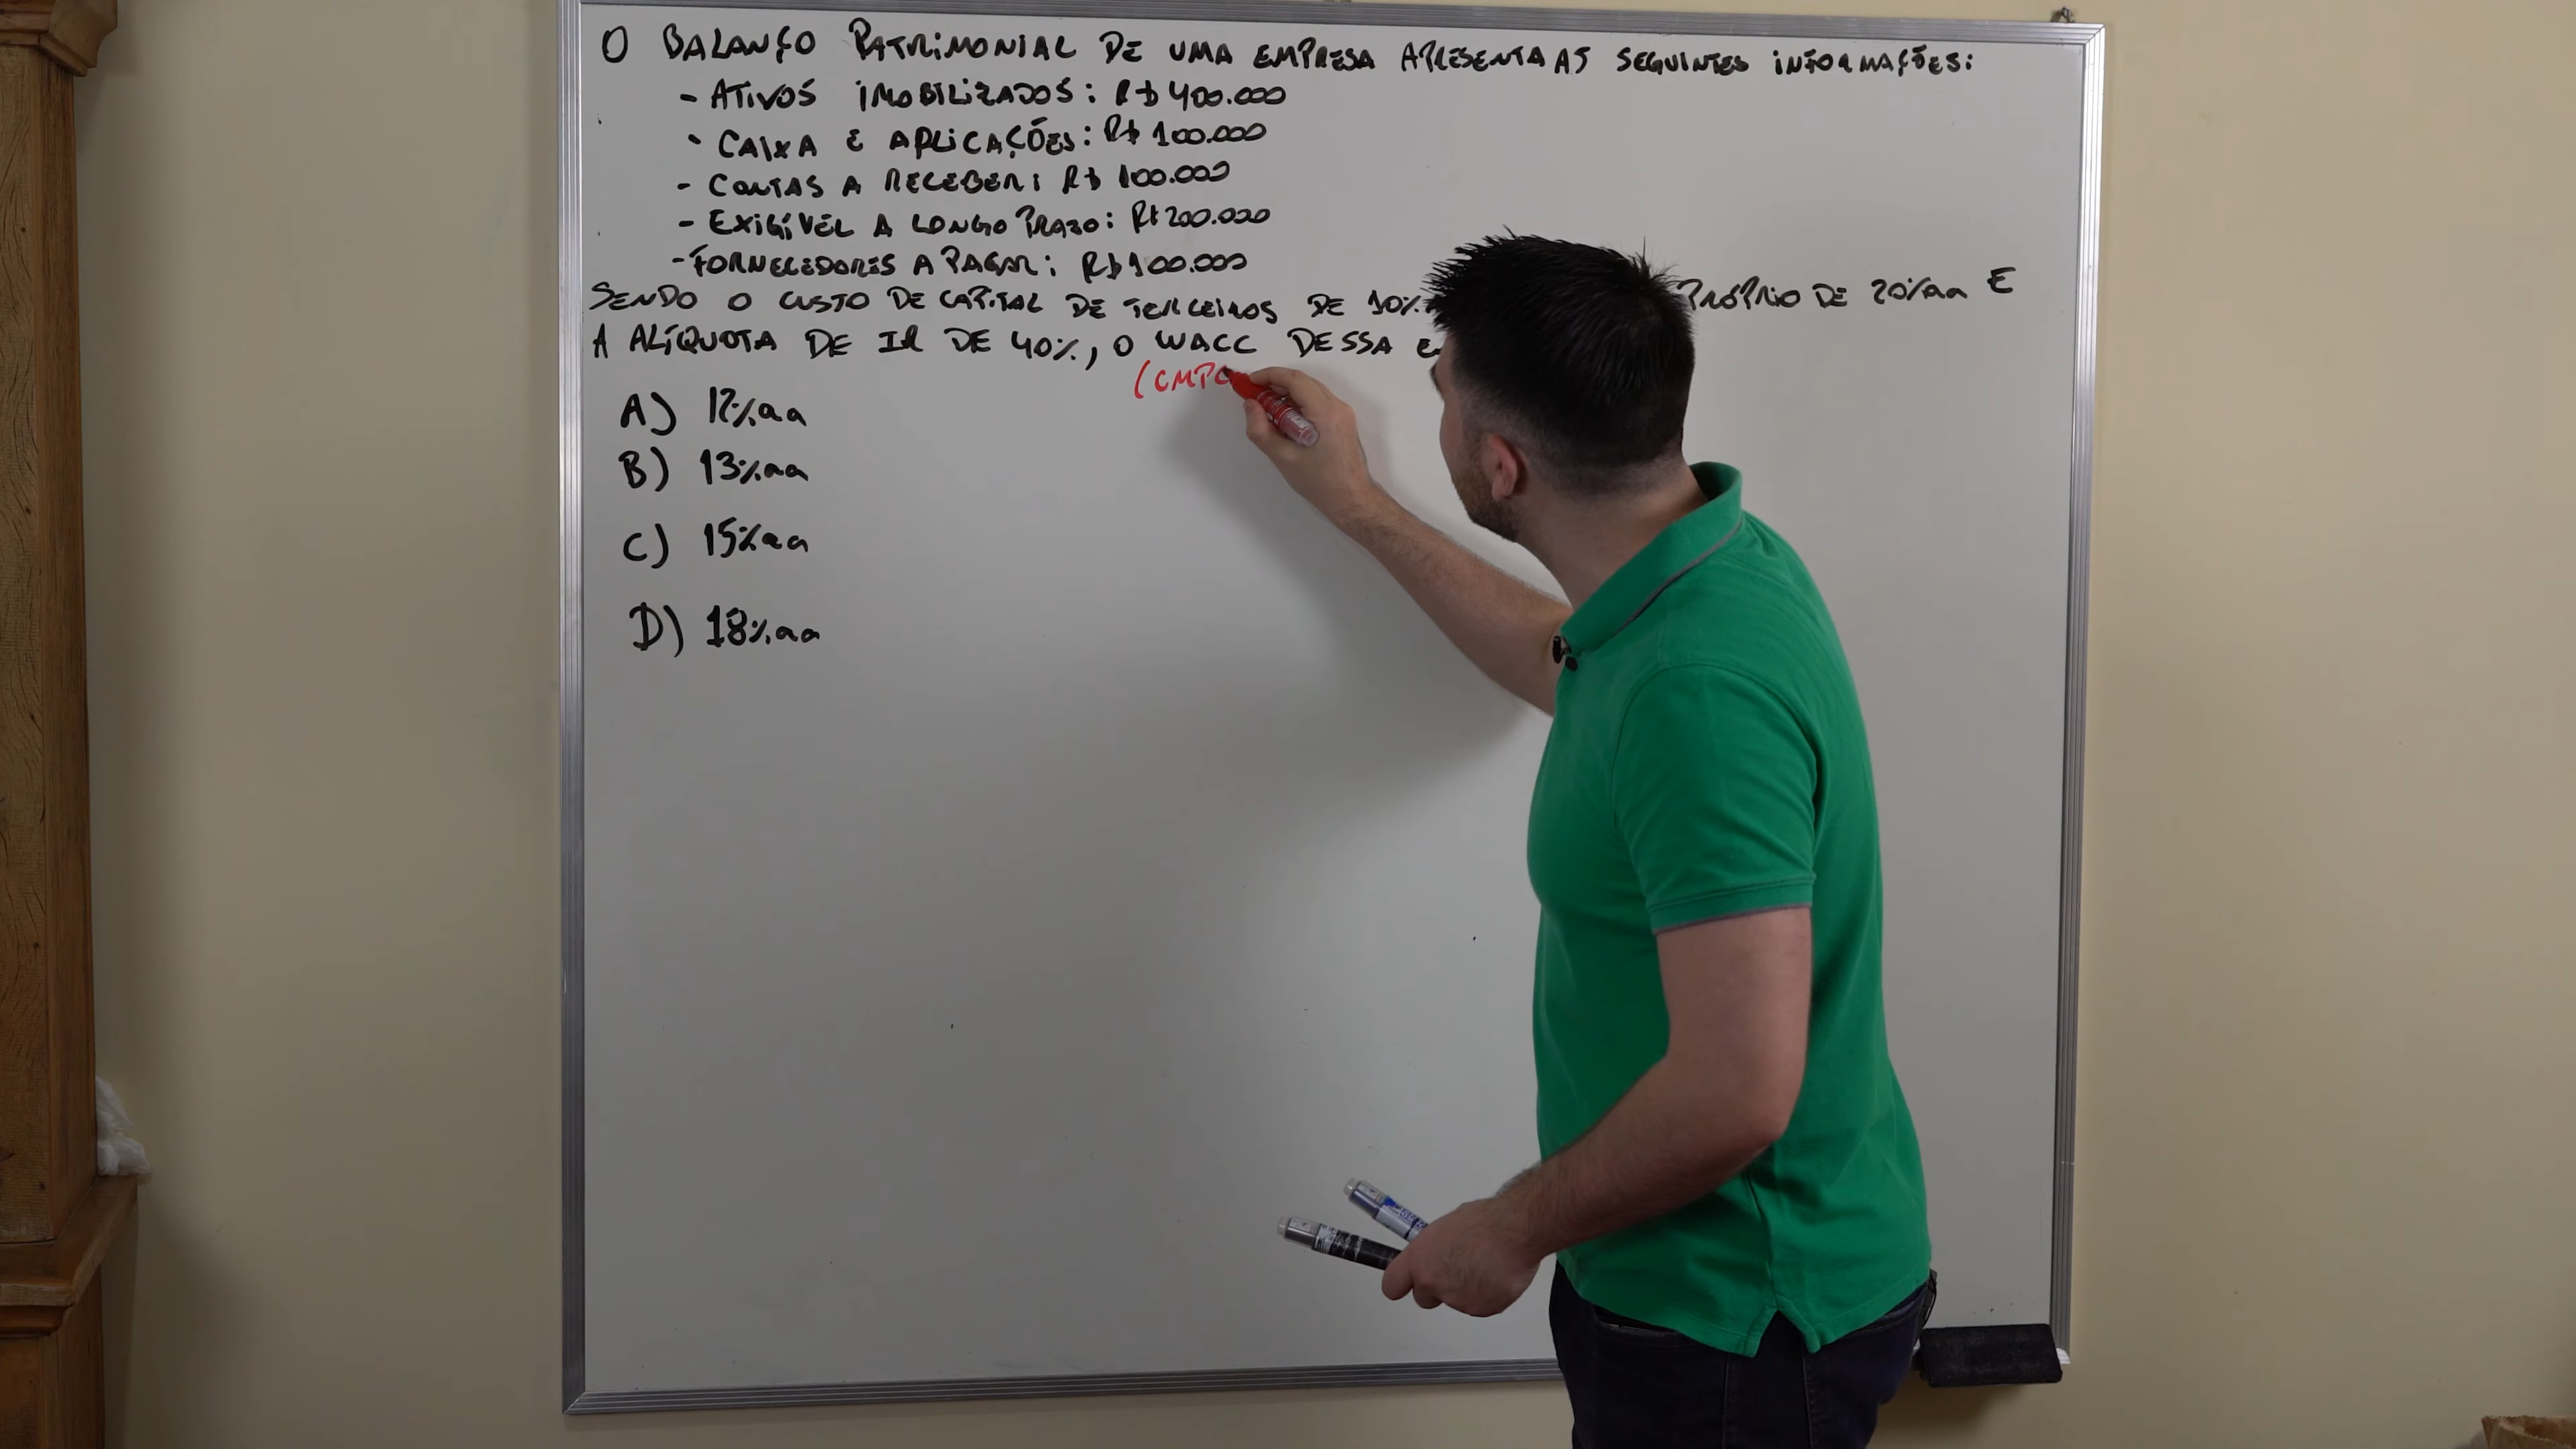 O BALANÇO PATRIMONIAL DE UMA EMPRESA APRESENTA AS SEGUINTES INFORMAÇÕES:
- ATIVOS IMOBILIZADOS: R$ 400.000
- CAIXA E APLICAÇÕES: R$ 100.000
- CONTAS A RECEBER: R$ 100.000
- EXIGÍVEL A LONGO PRAZO: R$ 200.000
- FORNECEDORES A PAGAR: R$ 100.000
SENDO O CUSTO DE CAPITAL DE TERCEIROS DE 10% PRÓPRIO DE 20%aa E
A ALÍQUOTA DE IR DE 40%, O WACC DESSA
(CMPC
A) 12%aa
B) 13%aa
C) 15%aa
D) 18%aa